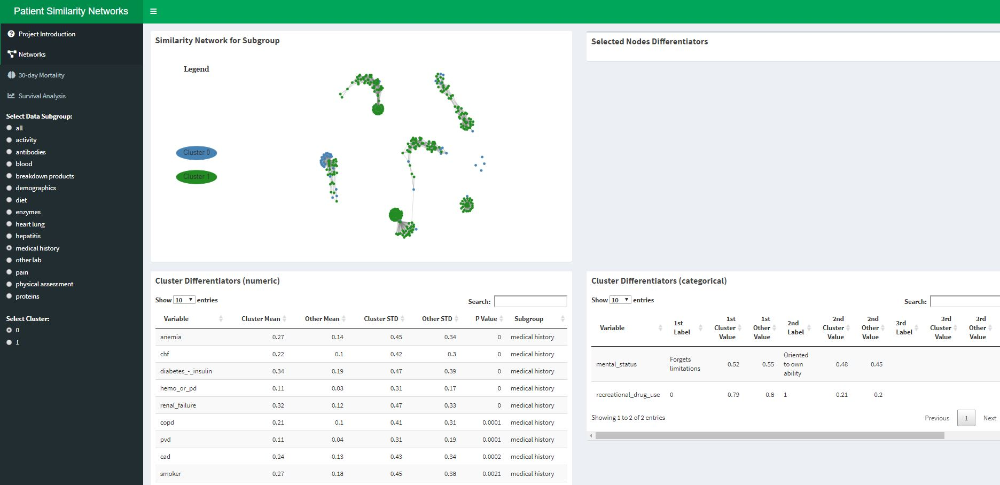 Patient Similarity Networks
Project Introduction
Networks
30-day Mortality
Survival Analysis
Select Data Subgroup:
all
activity
antibodies
blood
breakdown products
demographics
diet
enzymes
heart lung
hepatitis
medical history
other lab
pain
physical assessment
proteins
Select Cluster:
0
1
Similarity Network for Subgroup
Legend
Cluster 0
Cluster 1
Selected Nodes Differentiators
Cluster Differentiators (numeric)
Show 10 entries
Search:
Variable Cluster Mean Other Mean Cluster STD Other STD P Value Subgroup
anemia 0.27 0.14 0.45 0.34 0 medical history
chf 0.22 0.1 0.42 0.3 0 medical history
diabetes_-_insulin 0.34 0.19 0.47 0.39 0 medical history
hemo_or_pd 0.11 0.03 0.31 0.17 0 medical history
renal_failure 0.32 0.12 0.47 0.33 0 medical history
copd 0.21 0.1 0.41 0.31 0.0001 medical history
pvd 0.11 0.04 0.31 0.19 0.0001 medical history
cad 0.24 0.13 0.43 0.34 0.0002 medical history
smoker 0.27 0.18 0.45 0.38 0.0021 medical history
Cluster Differentiators (categorical)
Show 10 entries
Search:
Variable 1st Label 1st Cluster Value 1st Other Value 2nd Label 2nd Cluster Value 2nd Other Value 3rd Label 3rd Cluster Value 3rd Other Value
mental_status Forgets limitations 0.52 0.55 Oriented to own ability 0.48 0.45
recreational_drug_use 0 0.79 0.8 1 0.21 0.2
Showing 1 to 2 of 2 entries
Previous 1 Next